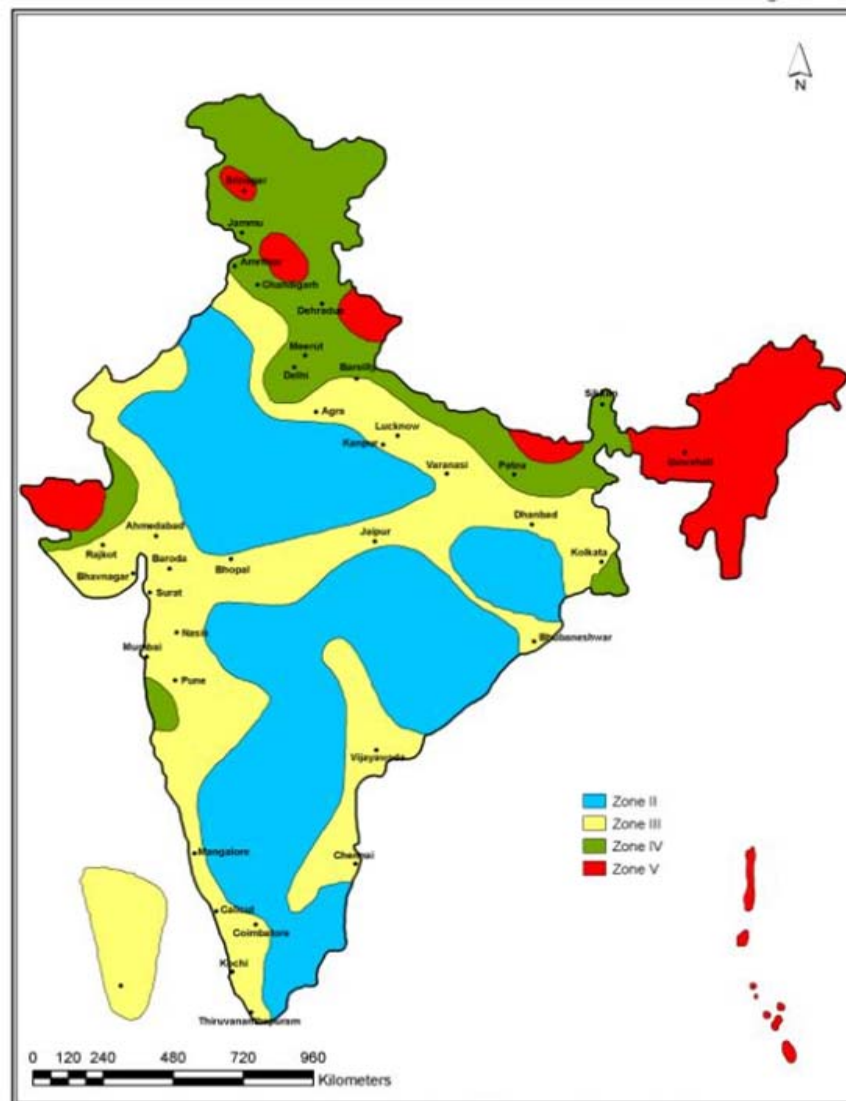 N
Srinagar
Jammu
Amritsar
Chandigarh
Dehradun
Meerut
Delhi
Bareilly
Sikkim
Agra
Lucknow
Kanpur
Guwahati
Varanasi
Patna
Ahmedabad
Dhanbad
Jaipur
Rajkot
Baroda
Bhopal
Kolkata
Bhavnagar
Surat
Nasik
Bhubaneshwar
Mumbai
Pune
Vijayawada
Zone II
Zone III
Zone IV
Zone V
Mangalore
Chennai
Calicut
Coimbatore
Kochi
Thiruvananthapuram
0 120 240 480 720 960
Kilometers